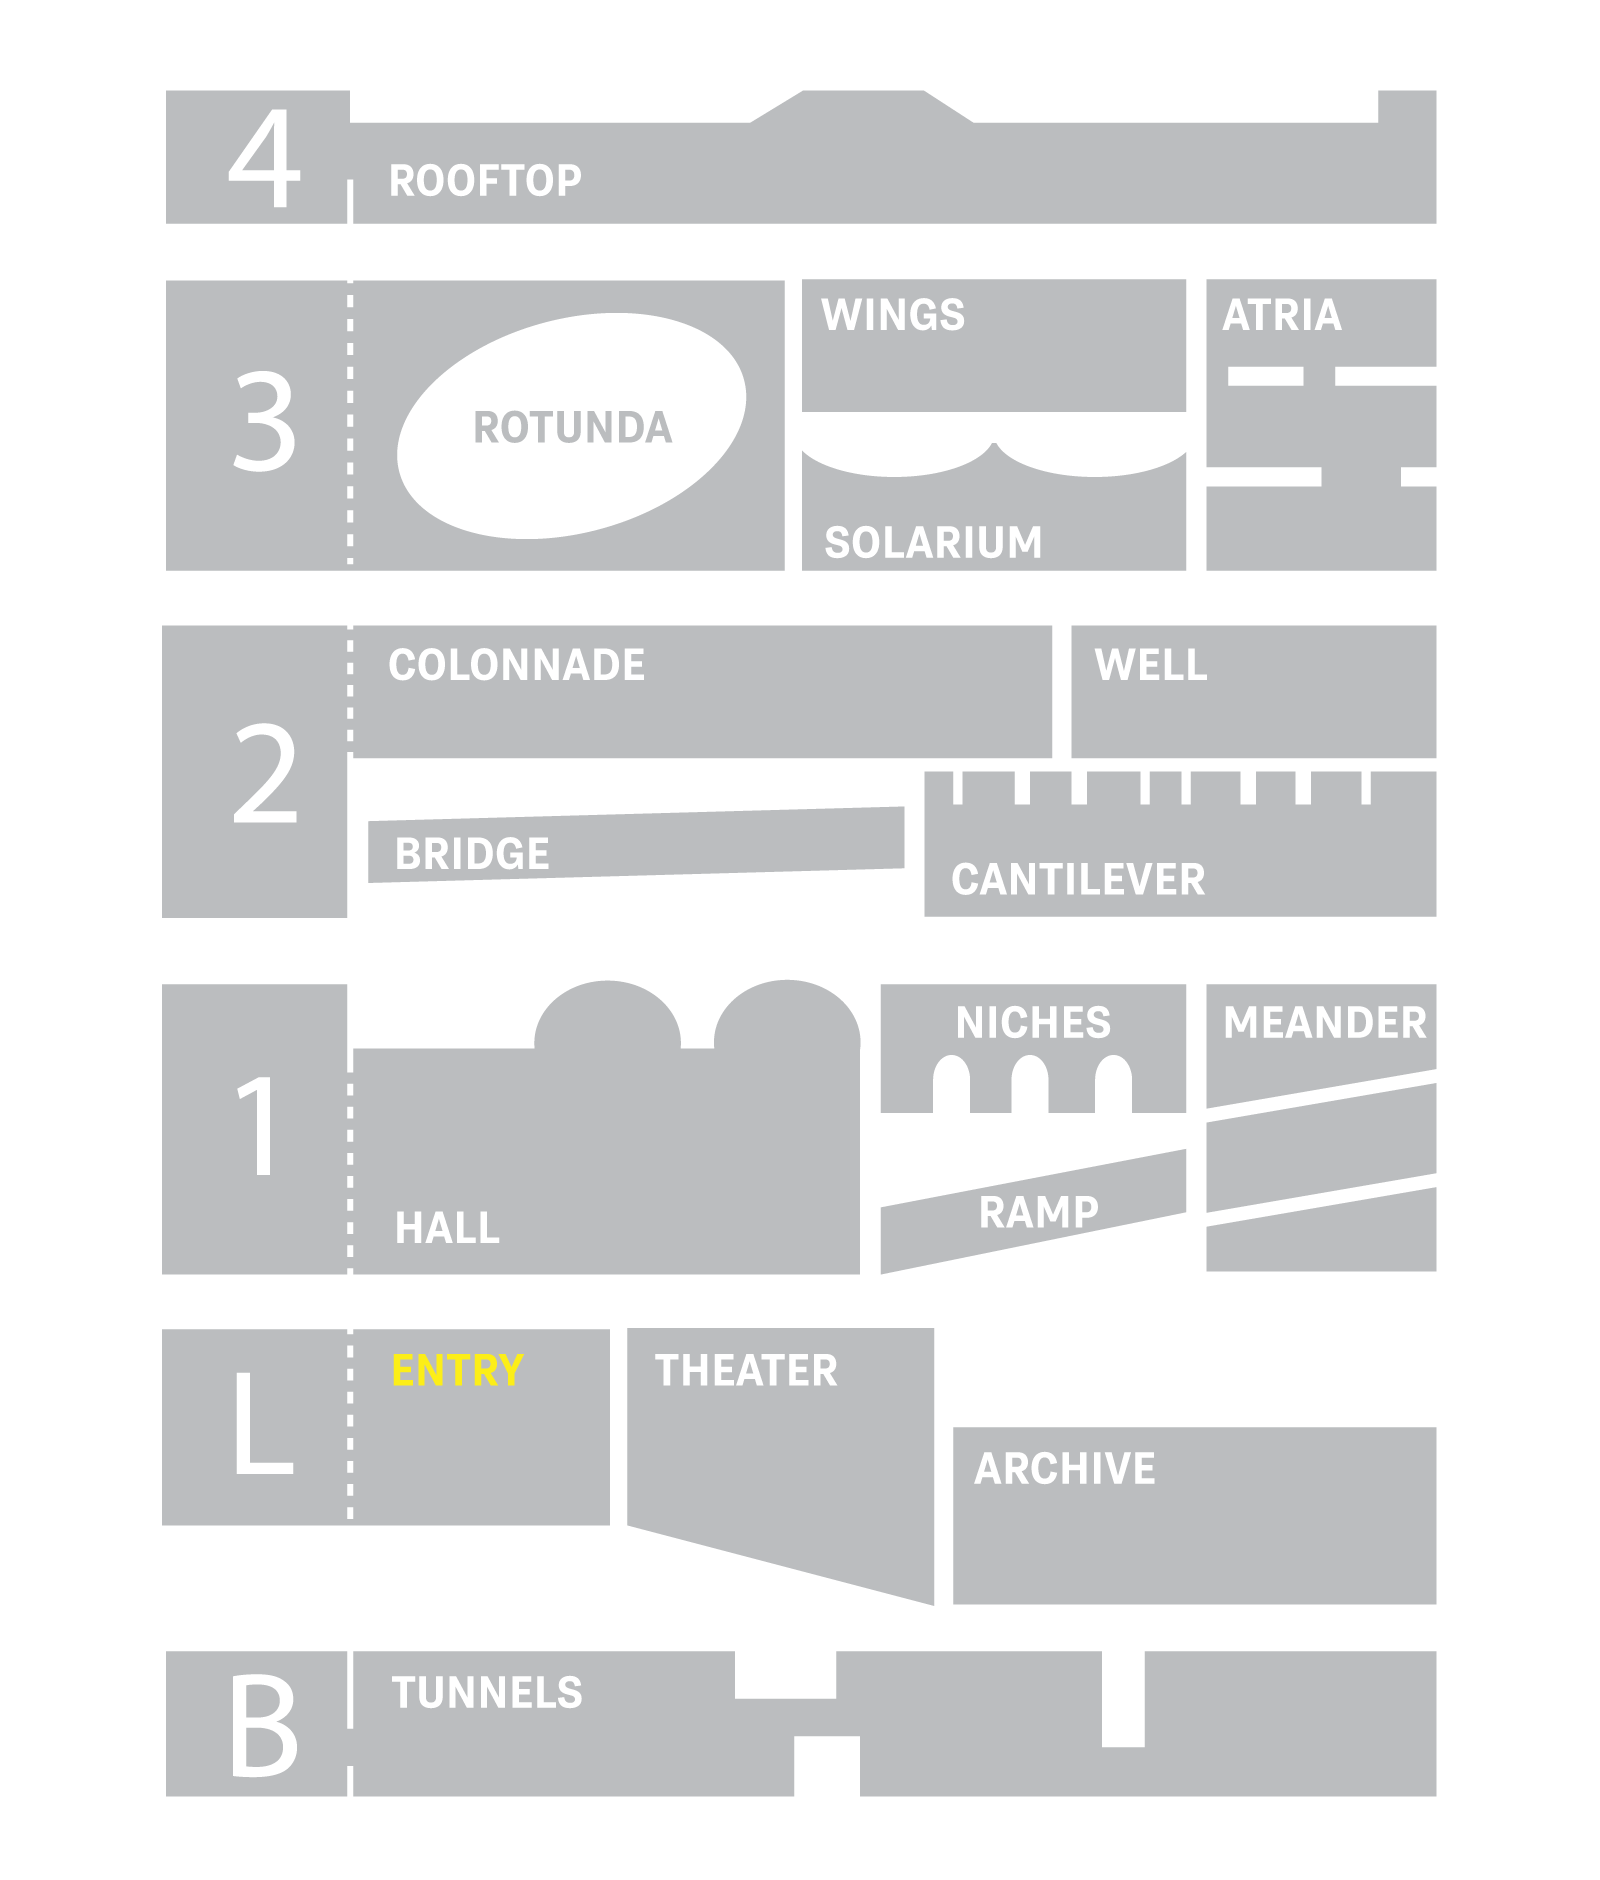 4
ROOFTOP
3
ROTUNDA
WINGS
SOLARIUM
ATRIA
2
COLONNADE
WELL
BRIDGE
CANTILEVER
1
HALL
NICHES
RAMP
MEANDER
L
ENTRY
THEATER
ARCHIVE
B
TUNNELS